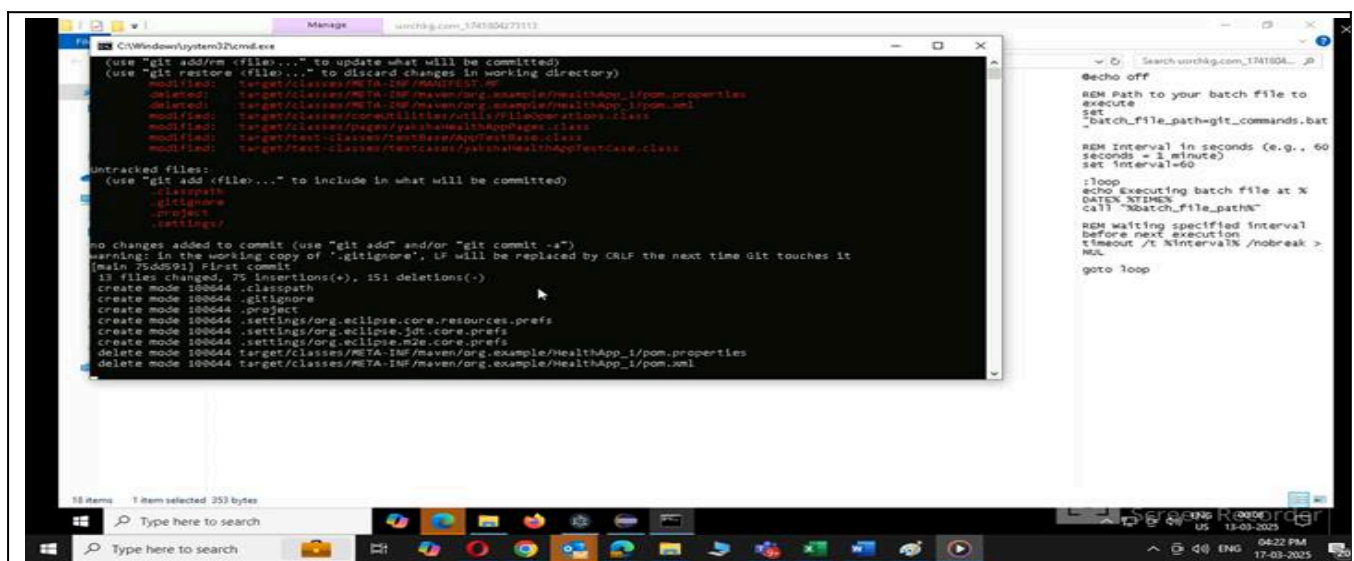 Manage
C:\Windows\system32\cmd.exe
Search
(use "git add/rm <file>..." to update what will be committed)
(use "git restore <file>..." to discard changes in working directory)
modified: target/classes/META-INF/MANIFEST.MF
deleted: target/classes/META-INF/maven/org.example/HealthApp_1/pom.properties
deleted: target/classes/META-INF/maven/org.example/HealthApp_1/pom.xml
modified: target/classes/coreUtilities/utils/FileOperations.class
modified: target/classes/pages/yakshaHealthAppPages.class
modified: target/test-classes/testBase/AppTestBase.class
modified: target/test-classes/testcases/yakshaHealthAppTestCase.class
Untracked files:
(use "git add <file>..." to include in what will be committed)
.classpath
.gitignore
.project
.settings/
no changes added to commit (use "git add" and/or "git commit -a")
warning: in the working copy of '.gitignore', LF will be replaced by CRLF the next time Git touches it
[main 75dd591] First commit
13 files changed, 75 insertions(+), 151 deletions(-)
create mode 100644 .classpath
create mode 100644 .gitignore
create mode 100644 .project
create mode 100644 .settings/org.eclipse.core.resources.prefs
create mode 100644 .settings/org.eclipse.jdt.core.prefs
create mode 100644 .settings/org.eclipse.m2e.core.prefs
delete mode 100644 target/classes/META-INF/maven/org.example/HealthApp_1/pom.properties
delete mode 100644 target/classes/META-INF/maven/org.example/HealthApp_1/pom.xml
@echo off
REM Path to your batch file to
execute
set
"batch_file_path=git_commands.bat
"
REM Interval in seconds (e.g., 60
seconds = 1 minute)
set interval=60
:loop
echo Executing batch file at %
DATE% %TIME%
call "%batch_file_path%"
REM Waiting specified interval
before next execution
timeout /t %interval% /nobreak >
NUL
goto loop
18 items 1 item selected 253 bytes
Type here to search
Screen Recorder
ENG
US 13-03-2025
Type here to search
ENG 04:22 PM
17-03-2025
20